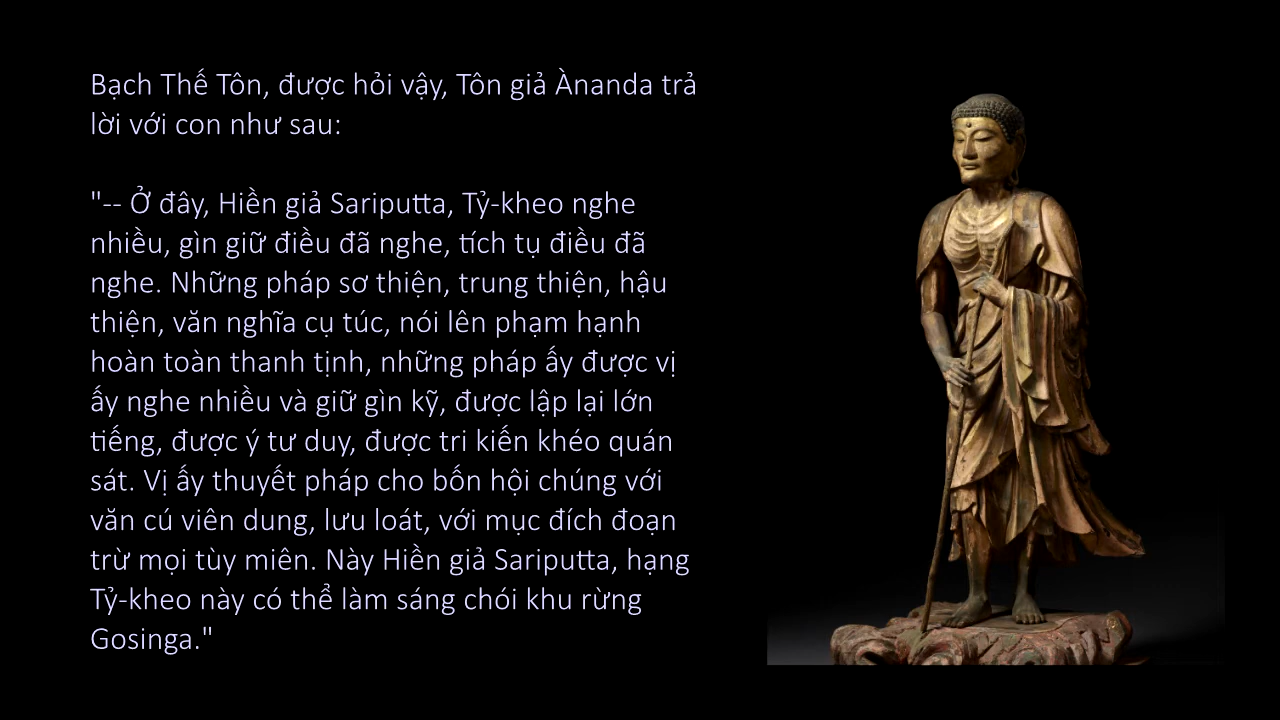 Bạch Thế Tôn, được hỏi vậy, Tôn giả Ànanda trả
lời với con như sau:
"-- Ở đây, Hiền giả Sariputta, Tỷ-kheo nghe
nhiều, gìn giữ điều đã nghe, tích tụ điều đã
nghe. Những pháp sơ thiện, trung thiện, hậu
thiện, văn nghĩa cụ túc, nói lên phạm hạnh
hoàn toàn thanh tịnh, những pháp ấy được vị
ấy nghe nhiều và giữ gìn kỹ, được lập lại lớn
tiếng, được ý tư duy, được tri kiến khéo quán
sát. Vị ấy thuyết pháp cho bốn hội chúng với
văn cú viên dung, lưu loát, với mục đích đoạn
trừ mọi tùy miên. Này Hiền giả Sariputta, hạng
Tỷ-kheo này có thể làm sáng chói khu rừng
Gosinga."